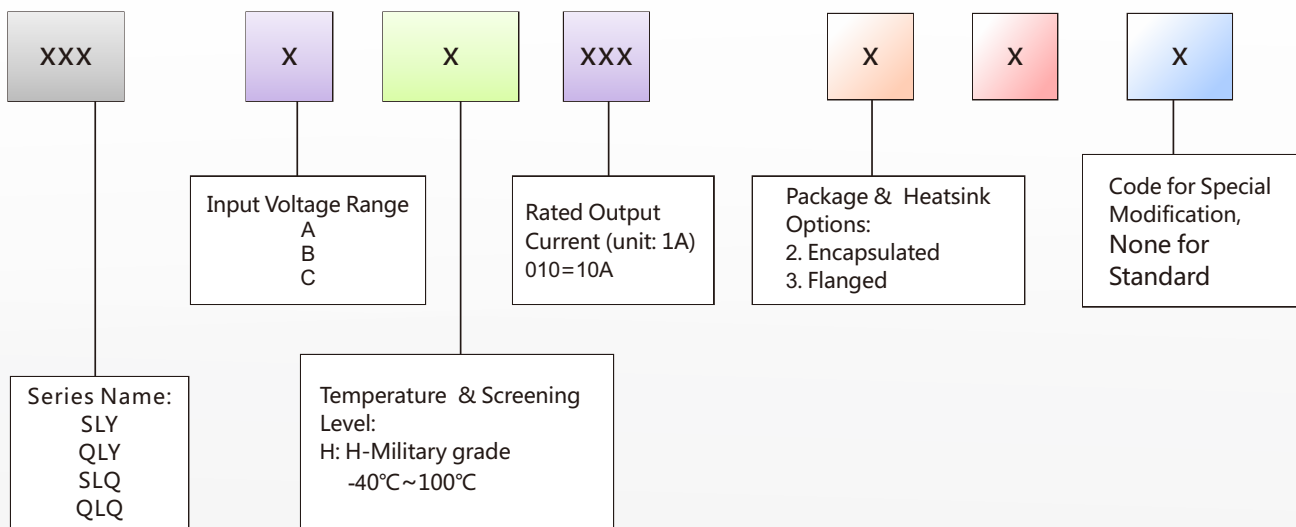 XXX X X XXX X X X
Input Voltage Range
A
B
C
Rated Output
Current (unit: 1A)
010=10A
Package & Heatsink
Options:
2. Encapsulated
3. Flanged
Code for Special
Modification,
None for
Standard
Series Name:
SLY
QLY
SLQ
QLQ
Temperature & Screening
Level:
H: H-Military grade
-40℃~100℃